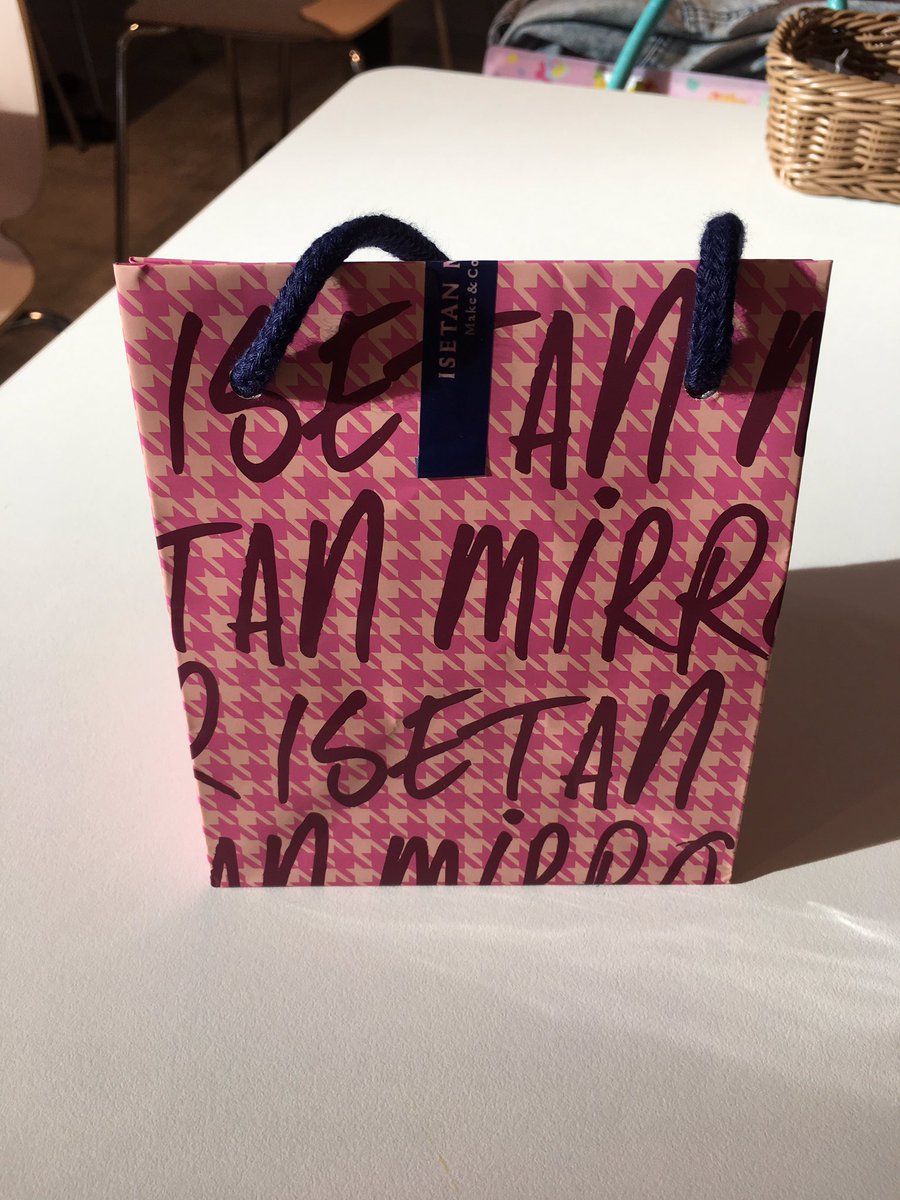 ISETAN M
Make & Co
ISETAN M
TAN MiRR
R ISETAN
AN MiRRO